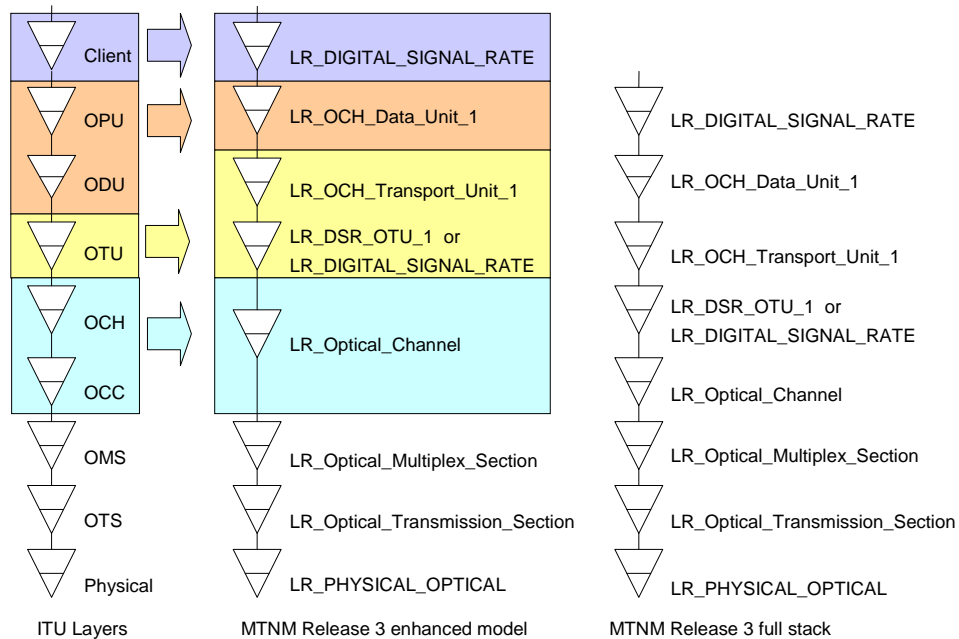 Client
OPU
ODU
OTU
OCH
OCC
OMS
OTS
Physical
ITU Layers
LR_DIGITAL_SIGNAL_RATE
LR_OCH_Data_Unit_1
LR_OCH_Transport_Unit_1
LR_DSR_OTU_1 or
LR_DIGITAL_SIGNAL_RATE
LR_Optical_Channel
LR_Optical_Multiplex_Section
LR_Optical_Transmission_Section
LR_PHYSICAL_OPTICAL
MTNM Release 3 enhanced model
LR_DIGITAL_SIGNAL_RATE
LR_OCH_Data_Unit_1
LR_OCH_Transport_Unit_1
LR_DSR_OTU_1 or
LR_DIGITAL_SIGNAL_RATE
LR_Optical_Channel
LR_Optical_Multiplex_Section
LR_Optical_Transmission_Section
LR_PHYSICAL_OPTICAL
MTNM Release 3 full stack